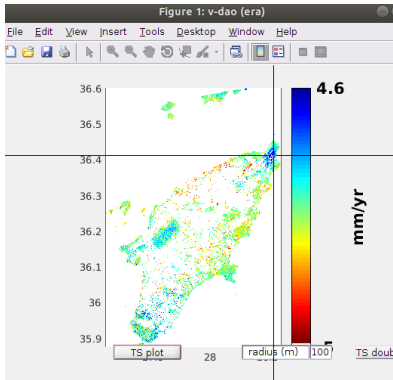 Figure 1: v-dao (era)
File Edit View Insert Tools Desktop Window Help
4.6
36.6
36.5
36.4
36.3
36.2
36.1
36
35.9
mm/yr
TS plot
28
radius (m) 100
TS doub